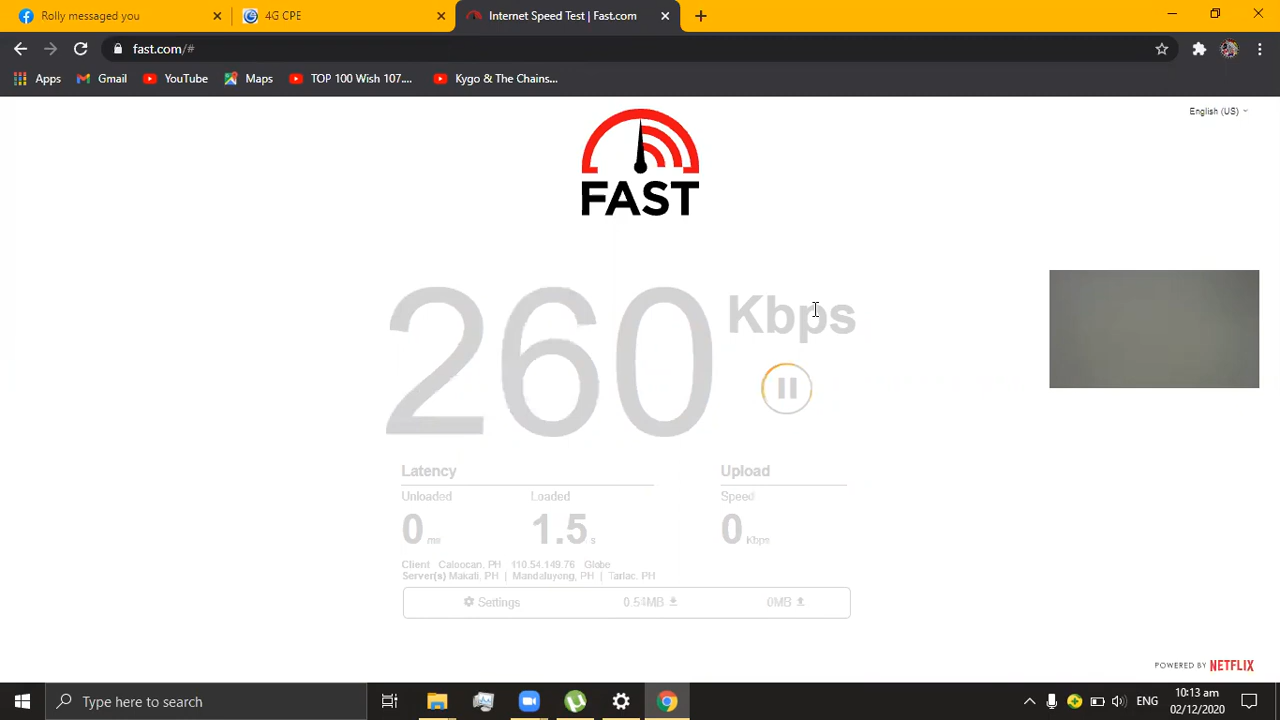 Rolly messaged you
4G CPE
Internet Speed Test | Fast.com
fast.com/#
Apps
Gmail
YouTube
Maps
TOP 100 Wish 107....
Kygo & The Chains...
English (US)
FAST
260 Kbps
Latency
Upload
Unloaded
Loaded
Speed
0 ms
1.5 s
0 Kbps
Client Caloocan, PH 110.54.149.76 Globe
Server(s) Makati, PH | Mandaluyong, PH | Tarlac, PH
Settings
0.51MB
0MB
POWERED BY NETFLIX
Type here to search
ENG
10:13 am
02/12/2020